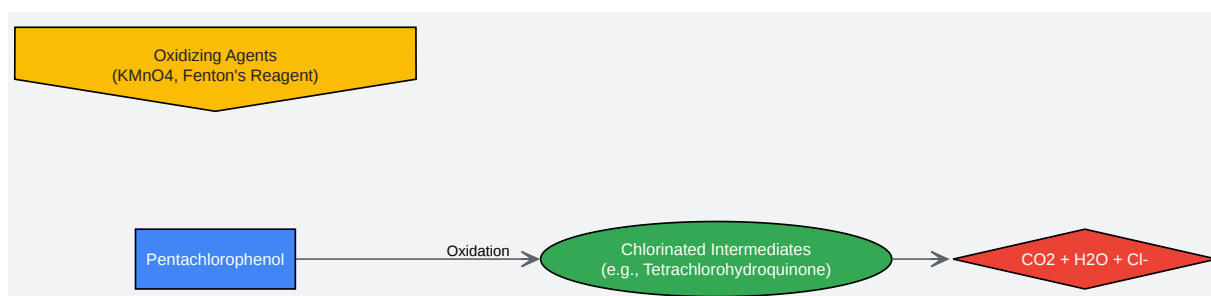 Oxidizing Agents
(KMnO4, Fenton's Reagent)
Pentachlorophenol
Oxidation
Chlorinated Intermediates
(e.g., Tetrachlorohydroquinone)
CO2 + H2O + Cl-